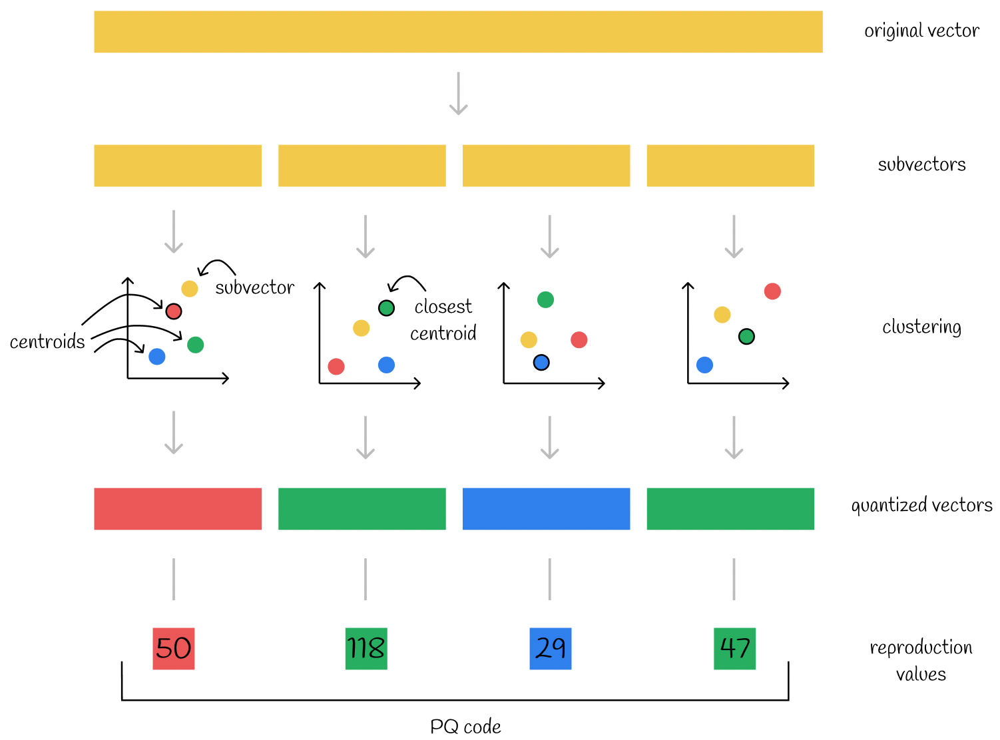 original vector
subvectors
subvector
centroids
closest
centroid
clustering
quantized vectors
50
118
29
47
reproduction
values
PQ code